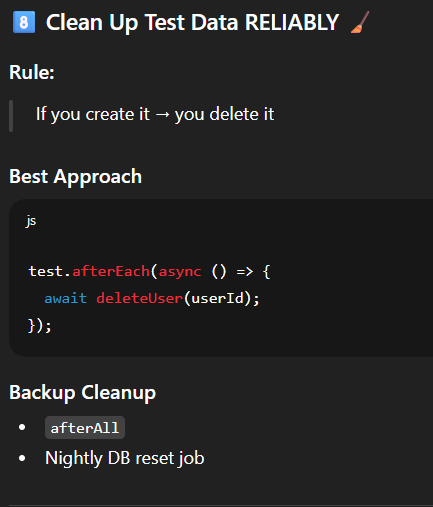 8️⃣ Clean Up Test Data RELIABLY 🧹
Rule:
If you create it → you delete it
Best Approach
js
test.afterEach(async () => {
  await deleteUser(userId);
});
Backup Cleanup
• afterAll
• Nightly DB reset job